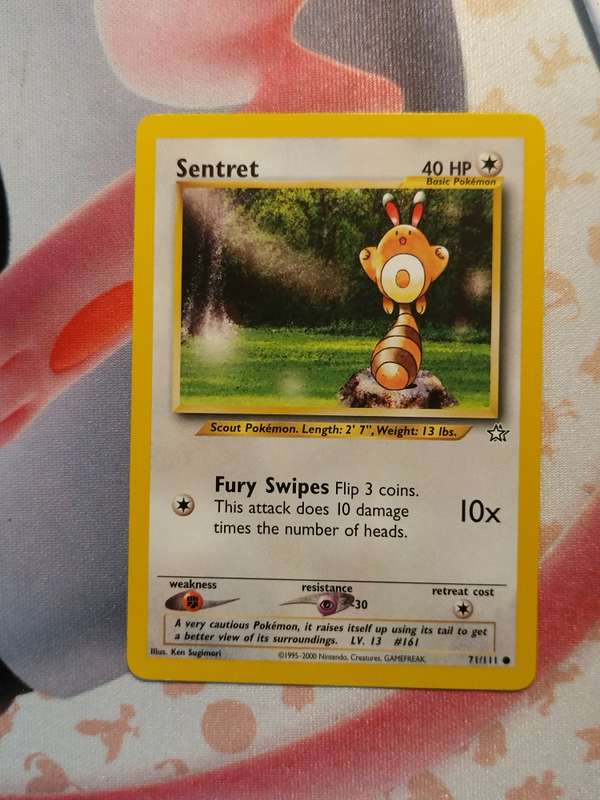 Sentret 40 HP
Basic Pokémon
Scout Pokémon. Length: 2' 7", Weight: 13 lbs.
Fury Swipes Flip 3 coins.
This attack does 10 damage
times the number of heads.
10x
weakness resistance retreat cost
-30
A very cautious Pokémon, it raises itself up using its tail to get
a better view of its surroundings. LV. 13 #161
Illus. Ken Sugimori ©1995-2000 Nintendo, Creatures, GAMEFREAK. 71/111